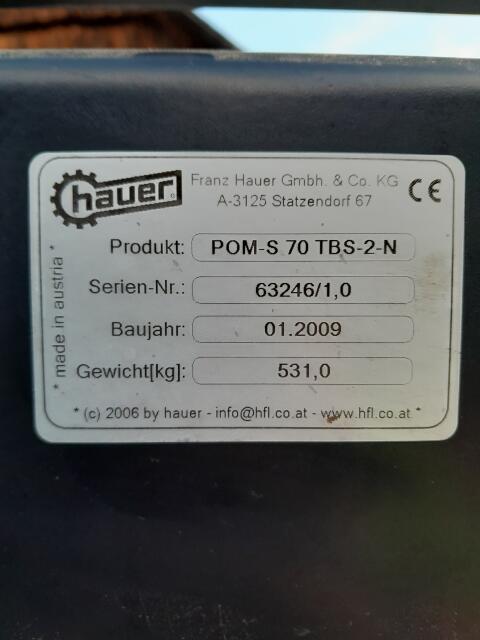 hauer
Franz Hauer Gmbh. & Co. KG
A-3125 Statzendorf 67
CE
Produkt: POM-S 70 TBS-2-N
Serien-Nr.: 63246/1,0
Baujahr: 01.2009
Gewicht[kg]: 531,0
* made in austria *
* (c) 2006 by hauer - info@hfl.co.at - www.hfl.co.at *